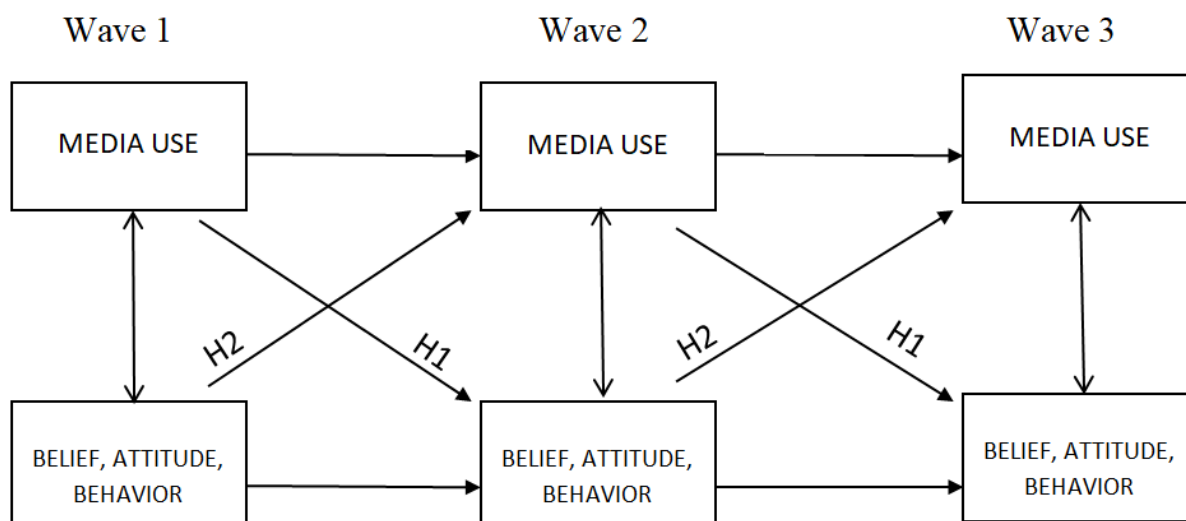 Wave 1
Wave 2
Wave 3
MEDIA USE
MEDIA USE
MEDIA USE
H2
H1
H2
H1
BELIEF, ATTITUDE,
BEHAVIOR
BELIEF, ATTITUDE,
BEHAVIOR
BELIEF, ATTITUDE,
BEHAVIOR